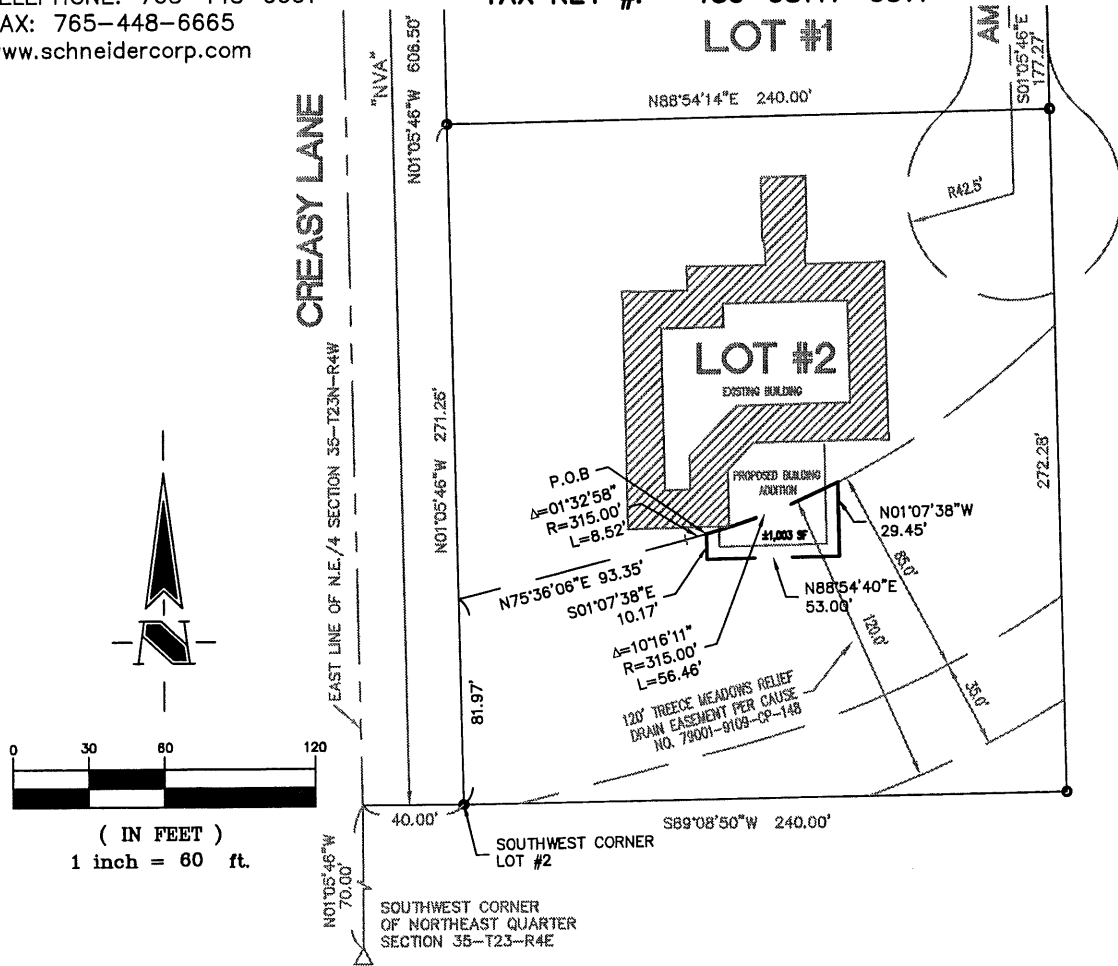 AX: 765-448-6665
ww.schneidercorp.com
LOT #1
AM
S01°05'46"E
177.27'
"NVA"
N01°05'46"W 606.50'
N88°54'14"E 240.00'
CREASY LANE
R42.5'
LOT #2
EXISTING BUILDING
EAST LINE OF N.E./4 SECTION 35-T23N-R4W
N01°05'46"W 271.25'
272.28'
P.O.B
Δ=01°32'58"
R=315.00'
L=8.52'
PROPOSED BUILDING
ADDITION
±1,003 SF
N01°07'38"W
29.45'
N75°36'06"E 93.35'
S01°07'38"E
10.17'
N88°54'40"E
53.00'
85.0'
120.0'
35.0'
Δ=10°16'11"
R=315.00'
L=56.46'
120' TREECE MEADOWS RELIEF
DRAIN EASEMENT PER CAUSE
NO. 79001-9109-CP-148
81.97'
N
0 30 60 120
( IN FEET )
1 inch = 60 ft.
40.00'
S89°08'50"W 240.00'
SOUTHWEST CORNER
LOT #2
N01°05'46"W
70.00'
SOUTHWEST CORNER
OF NORTHEAST QUARTER
SECTION 35-T23-R4E